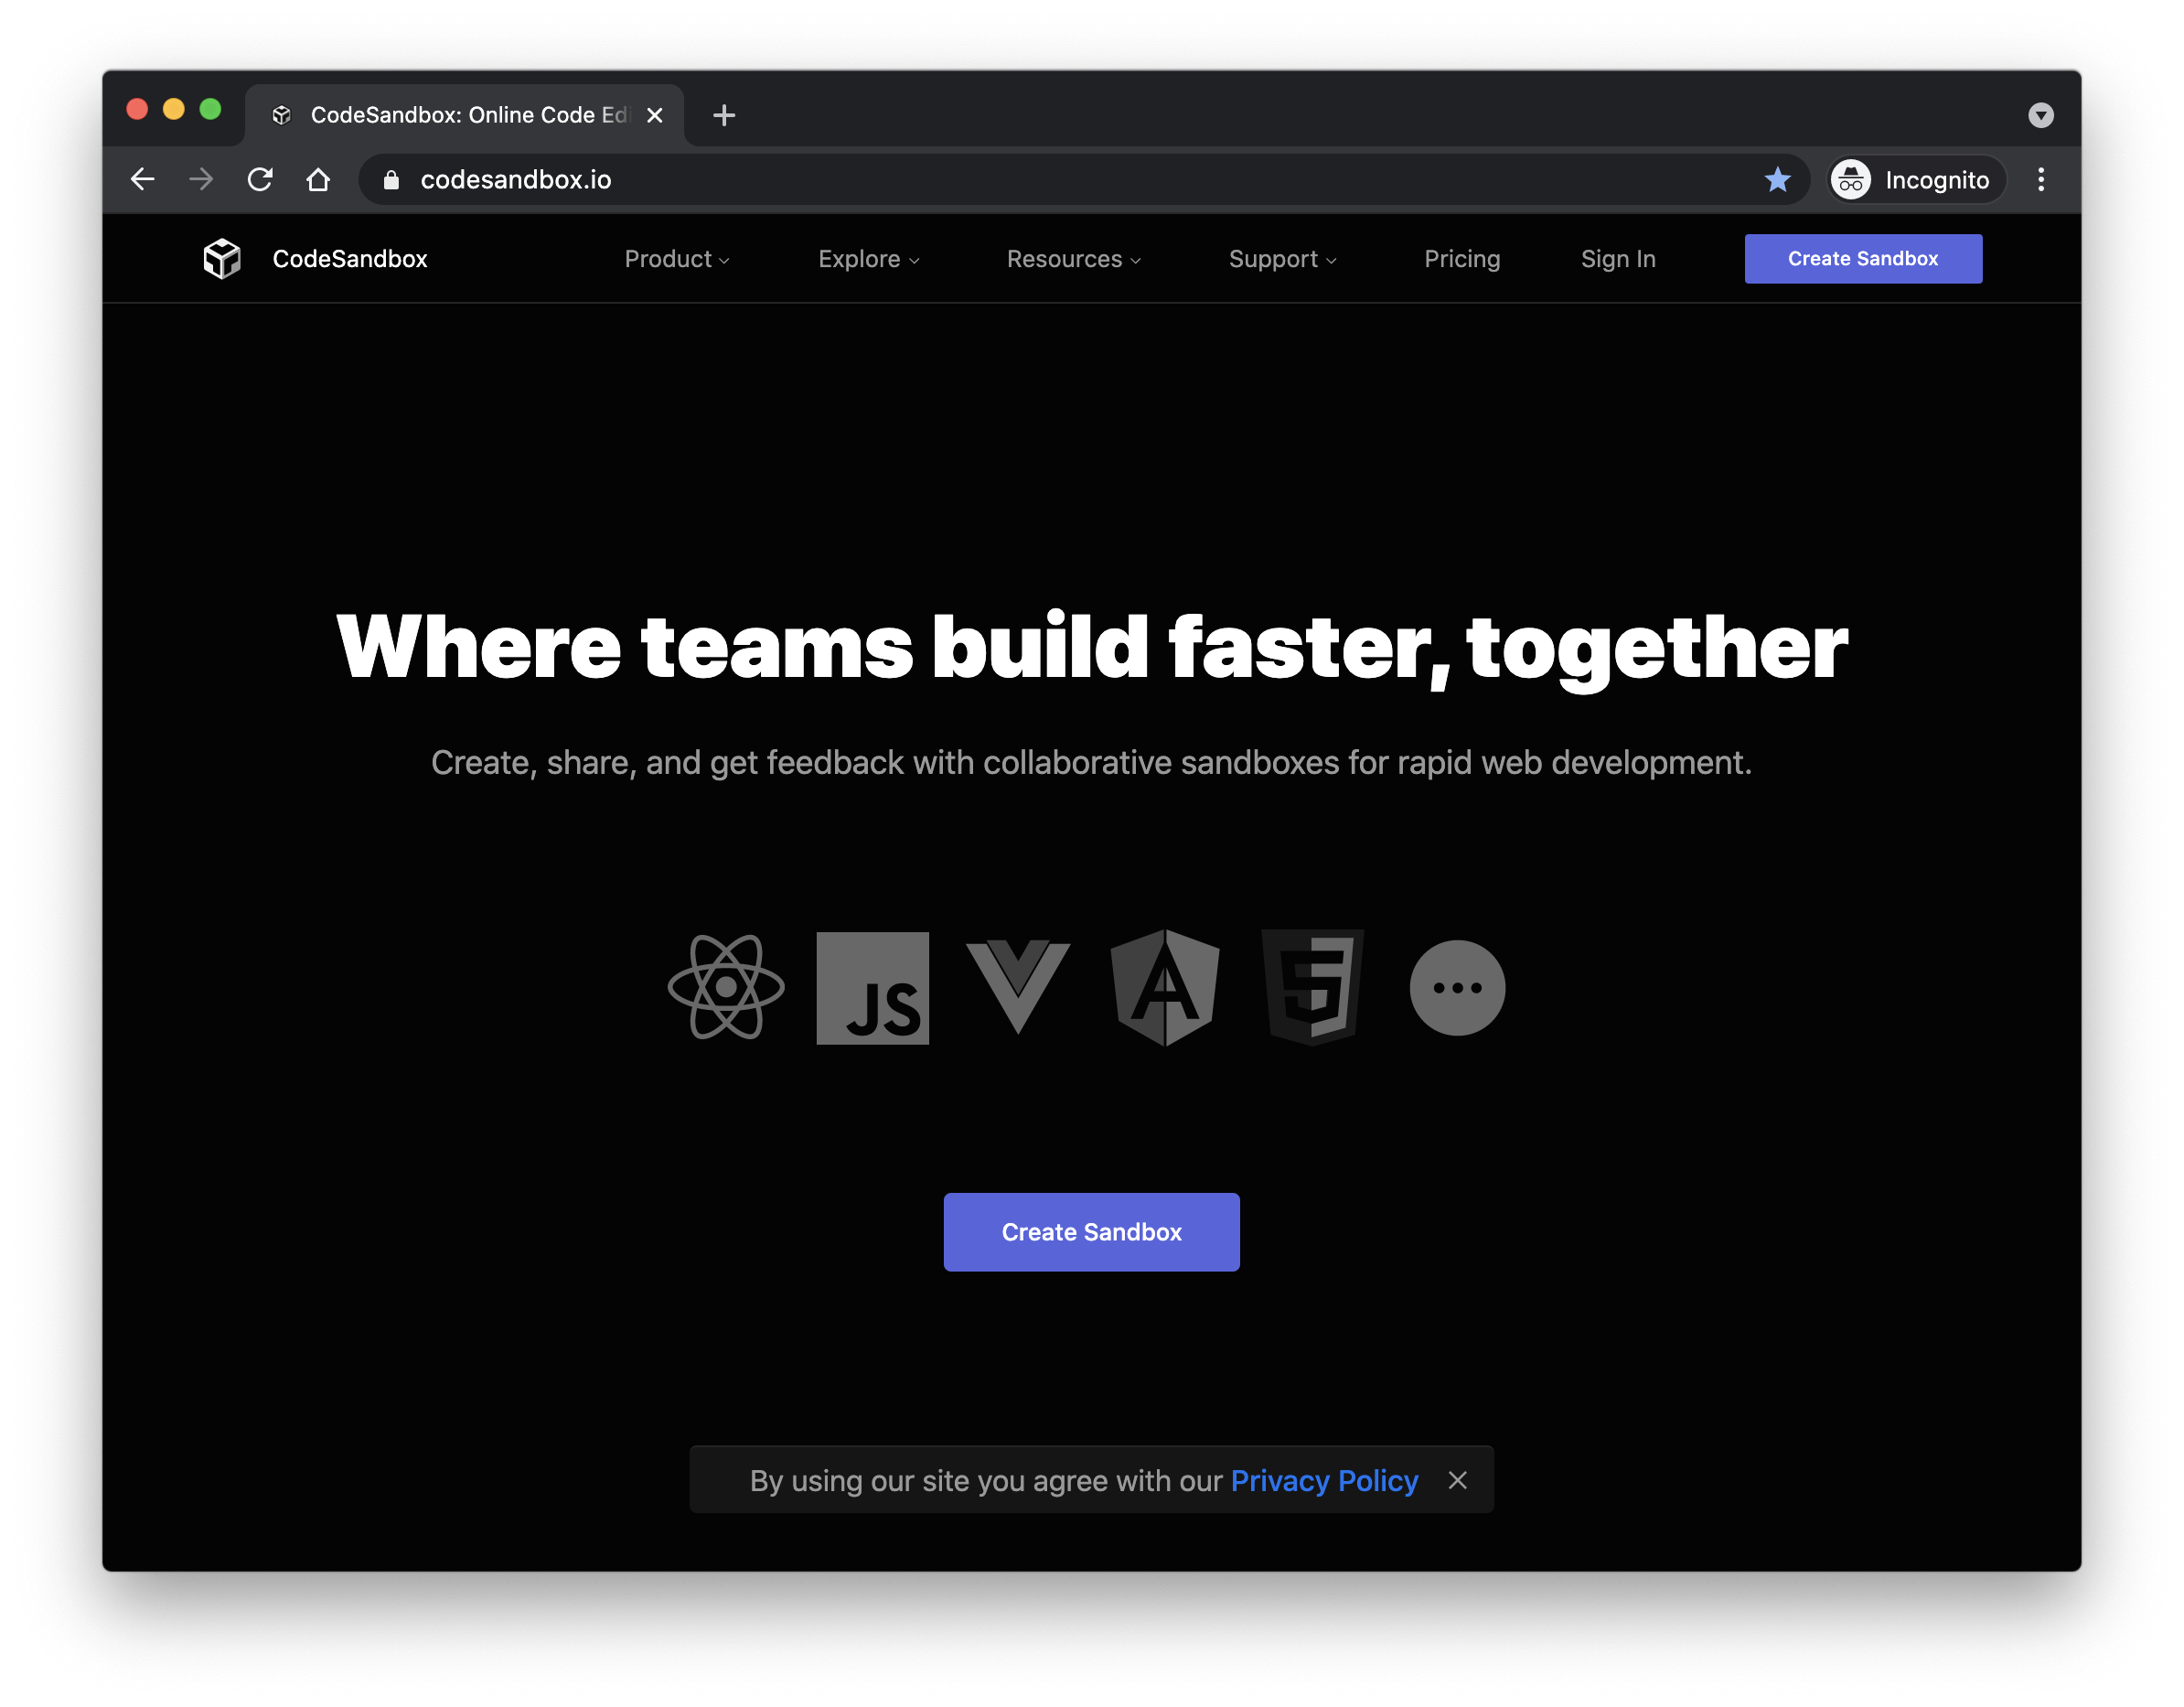 CodeSandbox: Online Code Edi
codesandbox.io
Incognito
CodeSandbox
Product
Explore
Resources
Support
Pricing
Sign In
Create Sandbox
Where teams build faster, together
Create, share, and get feedback with collaborative sandboxes for rapid web development.
JS
A
Create Sandbox
By using our site you agree with our Privacy Policy